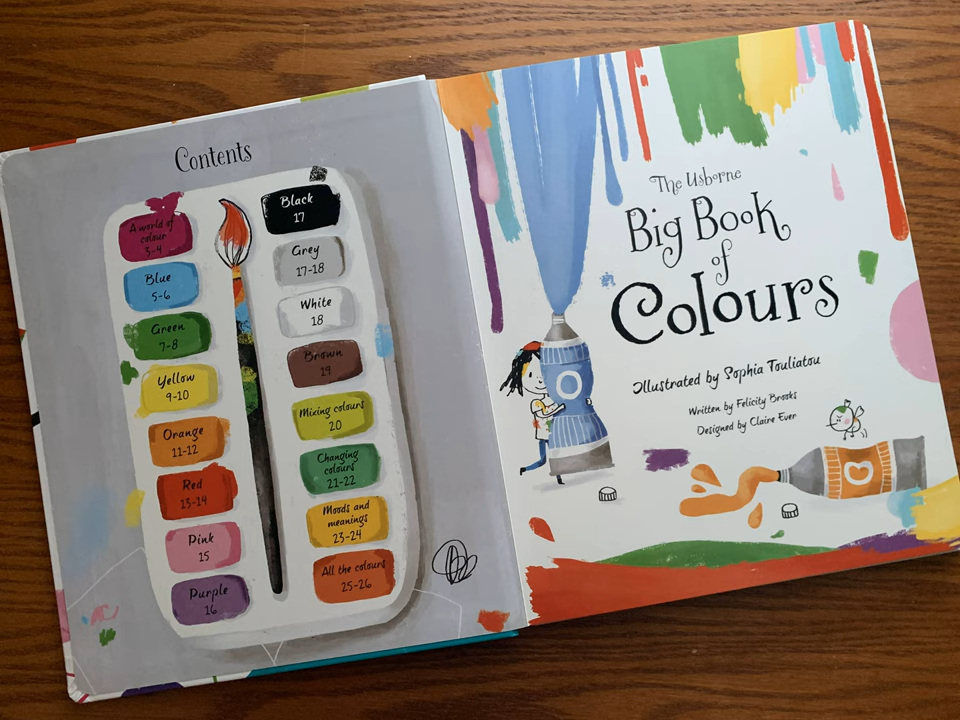 Contents
A world of
colour
3-4
Blue
5-6
Green
7-8
Yellow
9-10
Orange
11-12
Red
13-14
Pink
15
Purple
16
Black
17
Grey
17-18
White
18
Brown
19
Mixing colours
20
Changing
colours
21-22
Moods and
meanings
23-24
All the colours
25-26
The Usborne
Big Book
of
Colours
Illustrated by Sophia Touliatou
Written by Felicity Brooks
Designed by Claire Ever